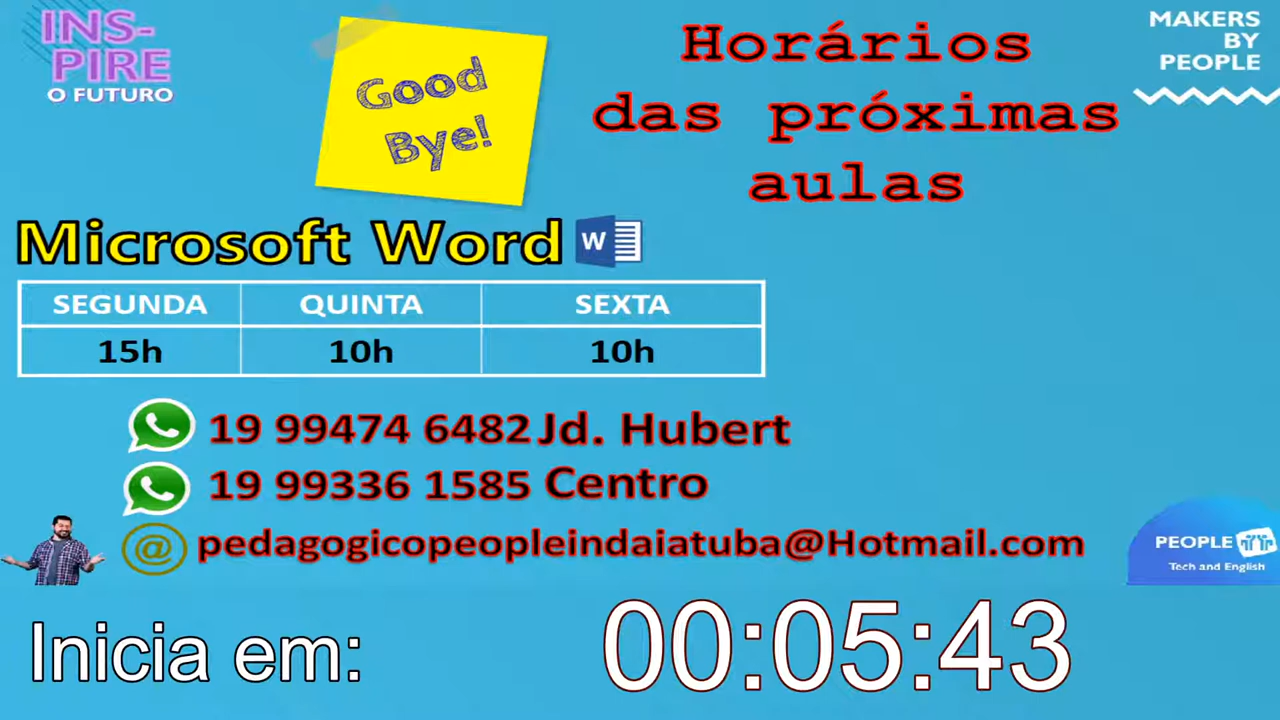 INS-
PIRE
O FUTURO
Good
Bye!
Horários
das próximas
aulas
MAKERS
BY
PEOPLE
Microsoft Word W
SEGUNDA QUINTA SEXTA
15h 10h 10h
19 99474 6482 Jd. Hubert
19 99336 1585 Centro
@ pedagogicopeopleindaiatuba@Hotmail.com
PEOPLE
Tech and English
Inicia em: 00:05:43